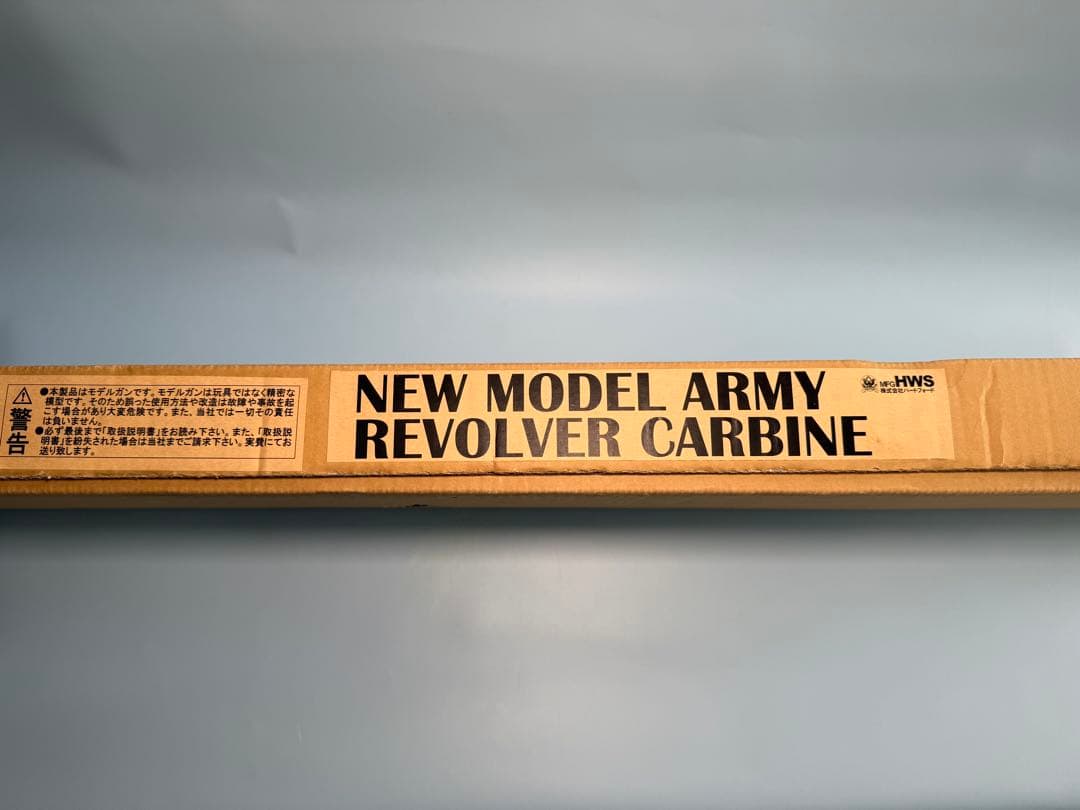 警告
●本製品はモデルガンです。モデルガンは玩具ではなく精密な
模型です。そのため誤った使用方法や改造は故障や事故を起
こす場合があり大変危険です。また、当社では一切その責任
は負いません。
●必ず最後まで「取扱説明書」をお読み下さい。また、「取扱説
明書」を紛失された場合は当社までご請求下さい。実費にてお
送り致します。
NEW MODEL ARMY
REVOLVER CARBINE
MFG HWS
株式会社ハートフォード